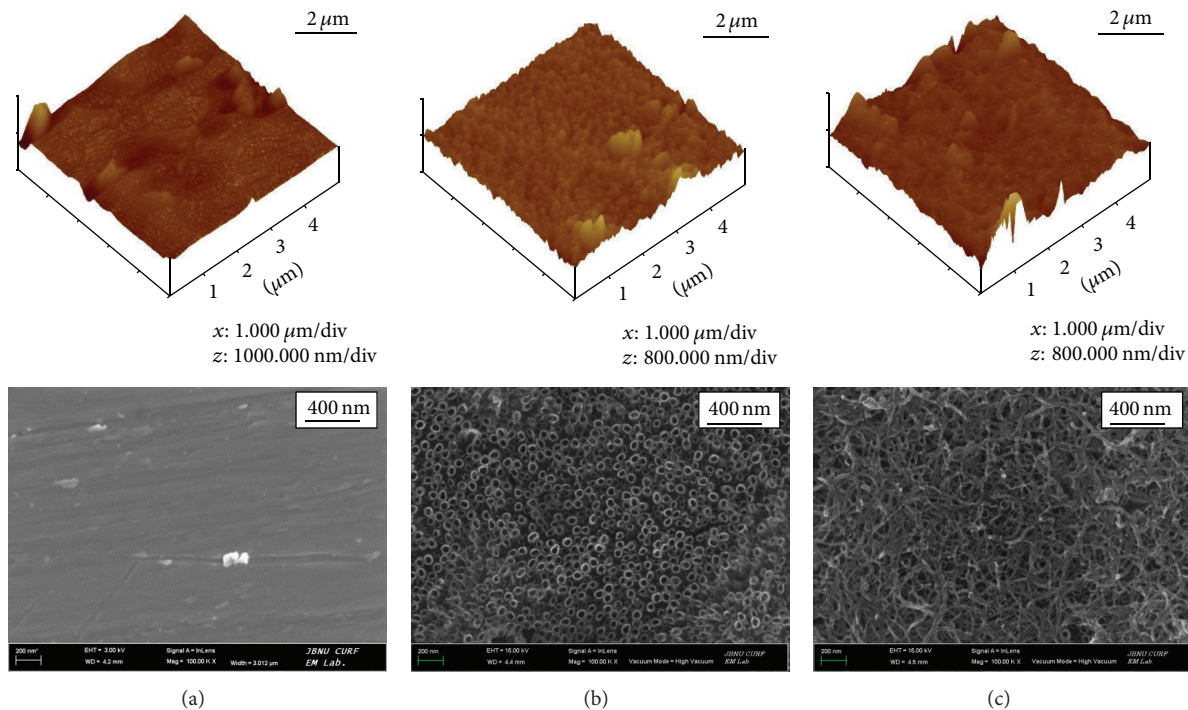 2 μm
2 μm
2 μm
1
2
3
4
(μm)
1
2
3
4
(μm)
1
2
3
4
(μm)
x: 1.000 μm/div
z: 1000.000 nm/div
x: 1.000 μm/div
z: 800.000 nm/div
x: 1.000 μm/div
z: 800.000 nm/div
400 nm
400 nm
400 nm
200 nm
EHT = 3.00 kV
Signal A = InLens
JBNU CURF
WD = 4.2 mm
Mag = 100.00 K X
Width = 3.012 μm
EM Lab.
200 nm
EHT = 15.00 kV
Signal A = InLens
JBNU CURF
WD = 4.4 mm
Mag = 100.00 K X
Vacuum Mode = High Vacuum
EM Lab.
200 nm
EHT = 15.00 kV
Signal A = InLens
JBNU CURF
WD = 4.5 mm
Mag = 100.00 K X
Vacuum Mode = High Vacuum
EM Lab.
(a)
(b)
(c)